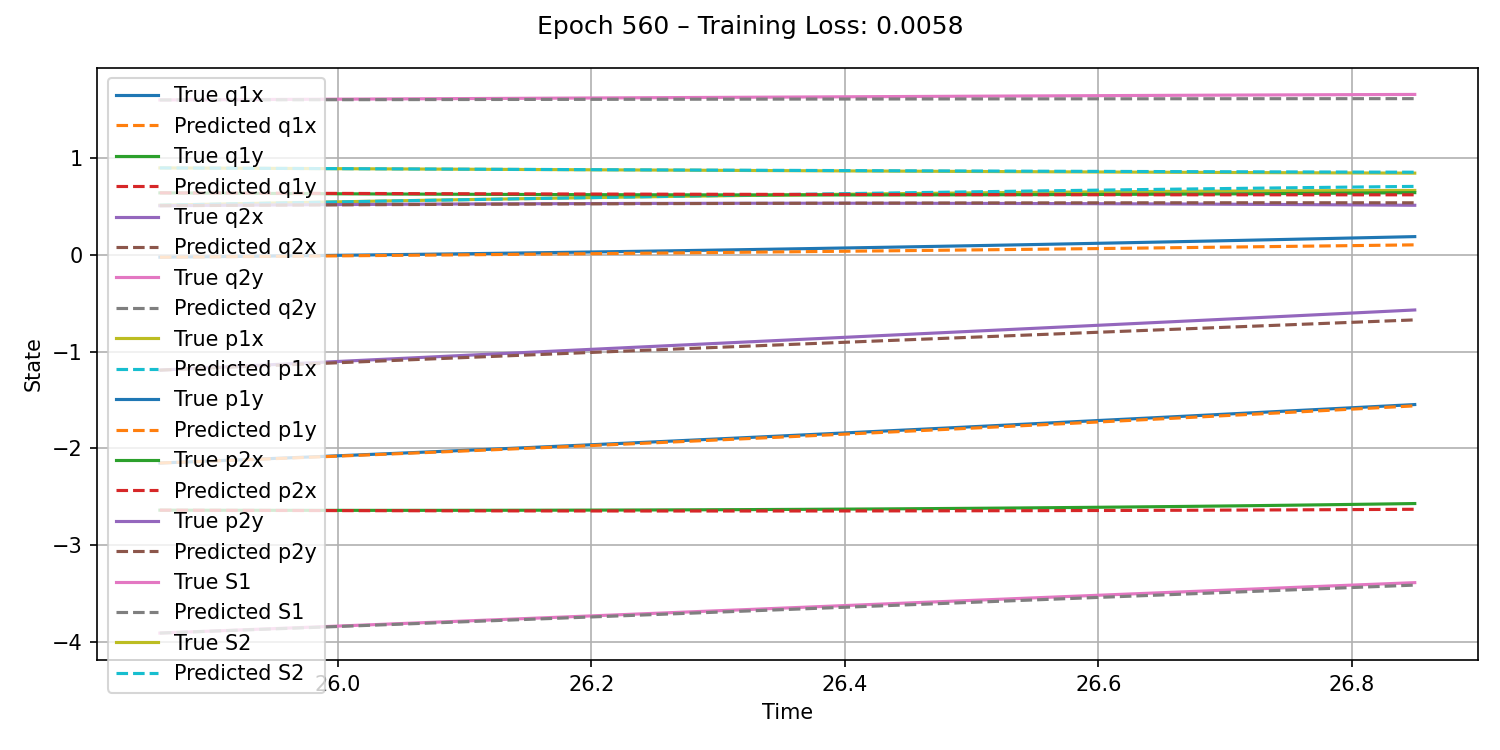 Epoch 560 – Training Loss: 0.0058
True q1x
Predicted q1x
True q1y
Predicted q1y
True q2x
Predicted q2x
True q2y
Predicted q2y
True p1x
Predicted p1x
True p1y
Predicted p1y
True p2x
Predicted p2x
True p2y
Predicted p2y
True S1
Predicted S1
True S2
Predicted S2
1
0
−1
−2
−3
−4
State
26.0
26.2
26.4
26.6
26.8
Time